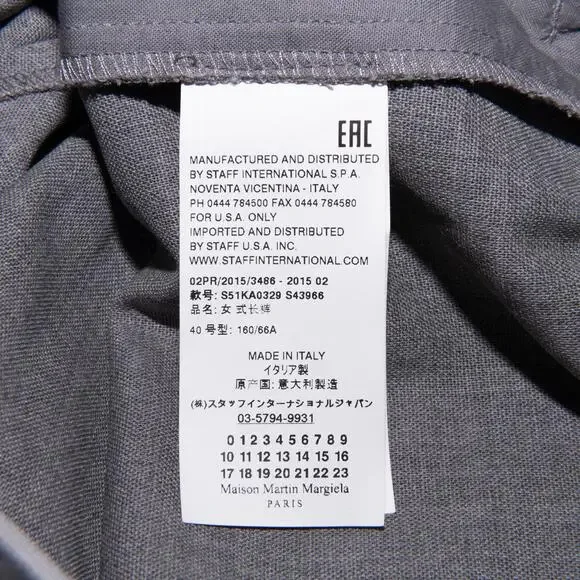 EAC
MANUFACTURED AND DISTRIBUTED
BY STAFF INTERNATIONAL S.P.A.
NOVENTA VICENTINA - ITALY
PH 0444 784500 FAX 0444 784580
FOR U.S.A. ONLY
IMPORTED AND DISTRIBUTED
BY STAFF U.S.A. INC.
WWW.STAFFINTERNATIONAL.COM
02PR/2015/3486 - 2015 02
款号: S51KA0329 S43966
品名: 女式长裤
40 号型: 160/66A
MADE IN ITALY
イタリア製
原产国: 意大利製造
(株)スタッフインターナショナルジャパン
03-5794-9931
0 1 2 3 4 5 6 7 8 9
10 11 12 13 14 15 16
17 18 19 20 21 22 23
Maison Martin Margiela
PARIS